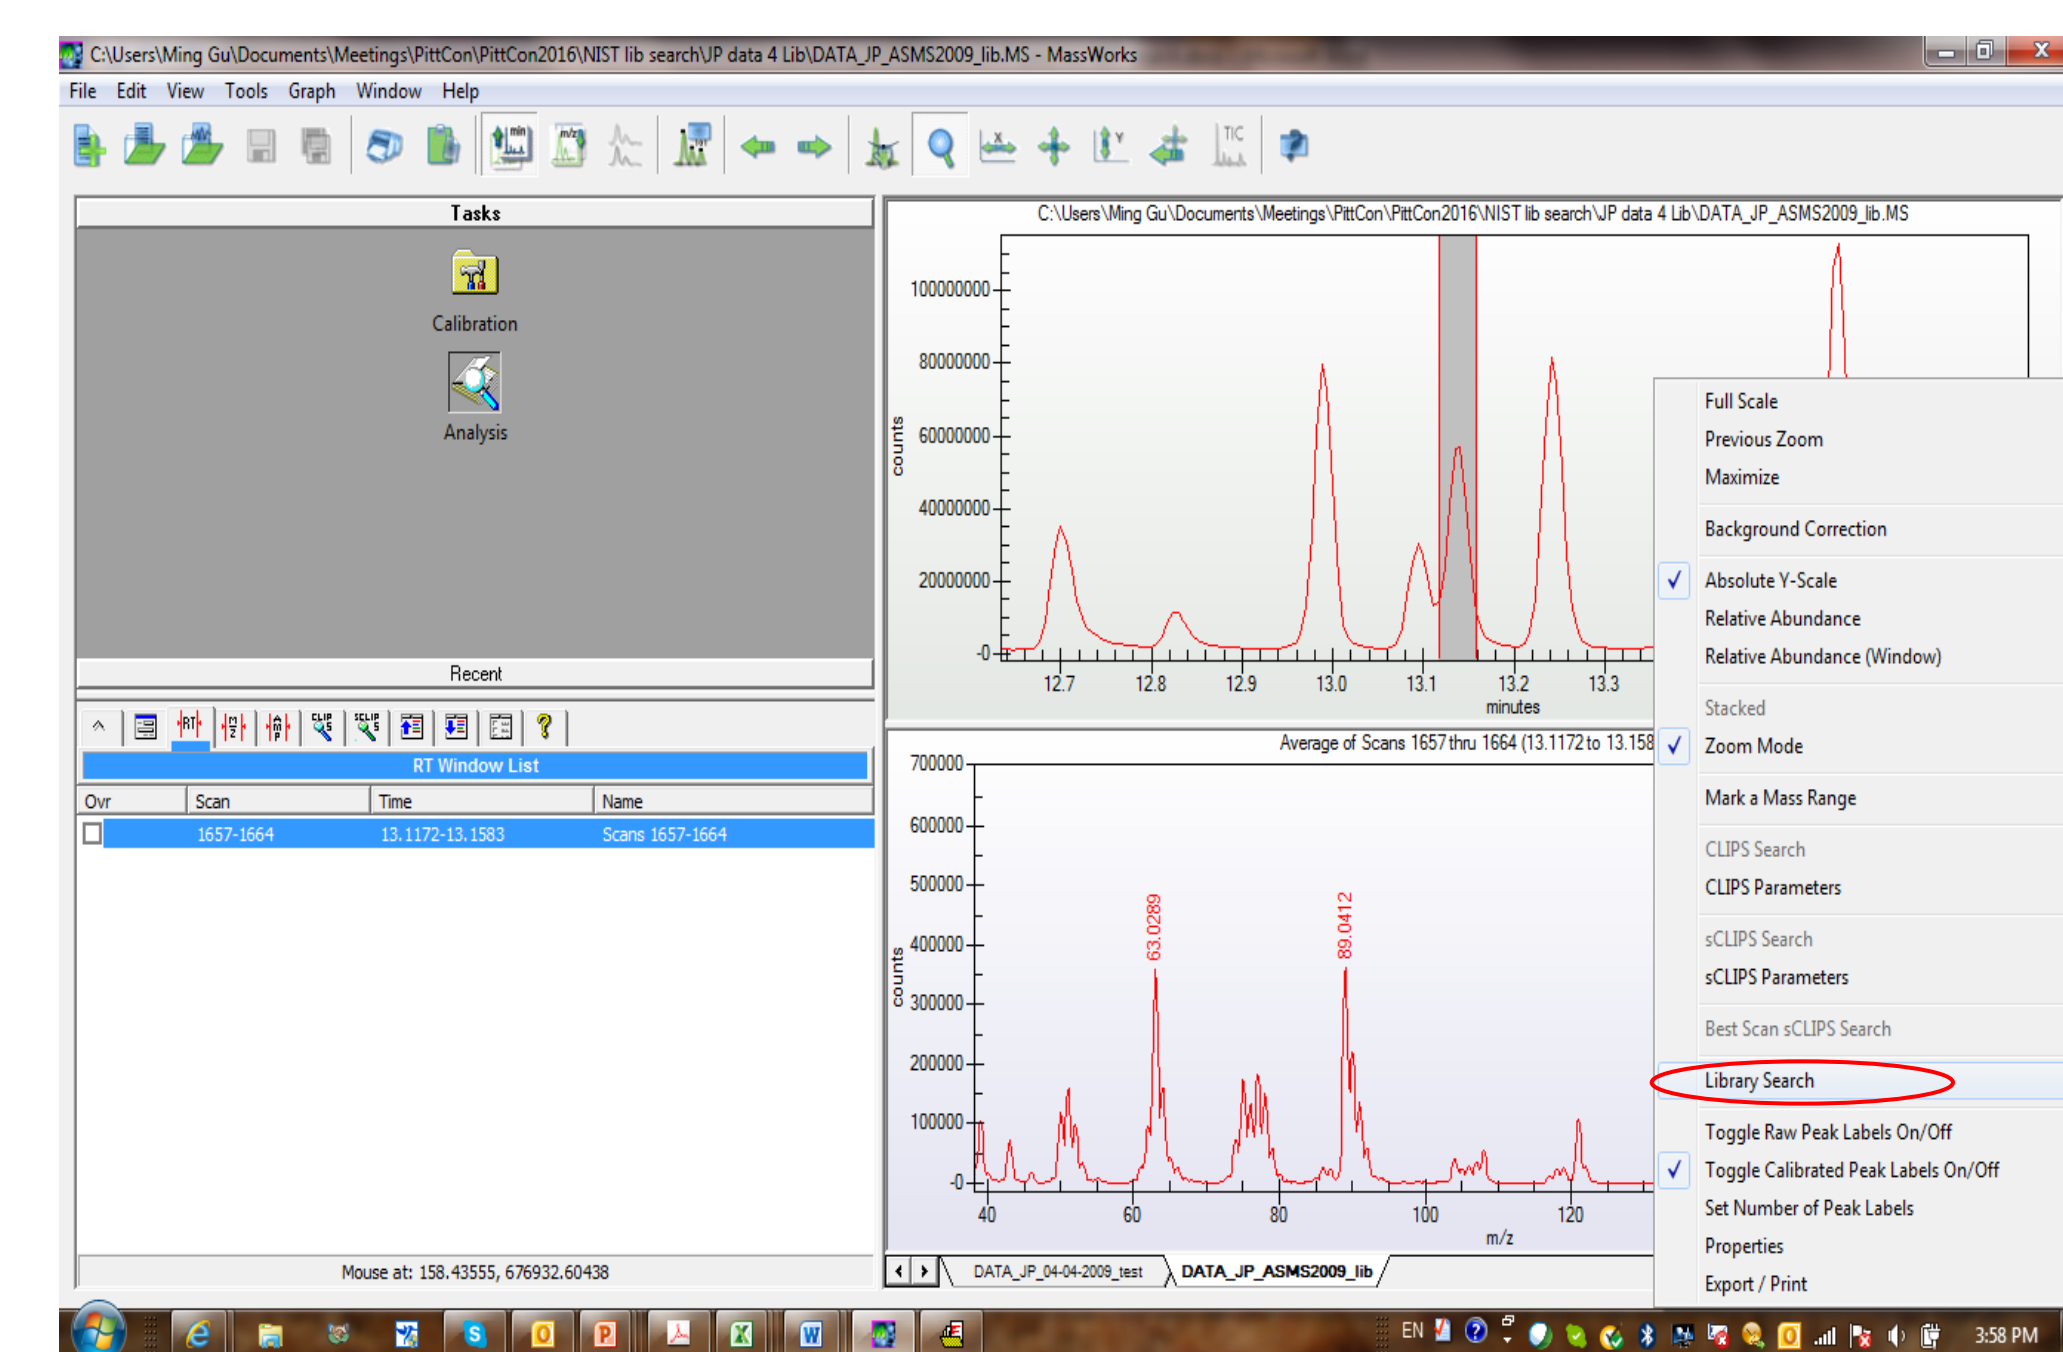 C:\Users\Ming Gu\Documents\Meetings\PittCon\PittCon2016\NIST lib search\JP data 4 Lib\DATA_JP_ASMS2009_lib.MS - MassWorks
File Edit View Tools Graph Window Help
min
m/z
TOT
X
Y
TIC
Tasks
Calibration
Analysis
Recent
RT
CLIPS
sCLIPS
RT Window List
Ovr Scan Time Name
1657-1664 13.1172-13.1583 Scans 1657-1664
Mouse at: 158.43555, 676932.60438
C:\Users\Ming Gu\Documents\Meetings\PittCon\PittCon2016\NIST lib search\JP data 4 Lib\DATA_JP_ASMS2009_lib.MS
100000000
80000000
60000000
40000000
20000000
-0
counts
12.7 12.8 12.9 13.0 13.1 13.2 13.3
minutes
Average of Scans 1657 thru 1664 (13.1172 to 13.158
700000
600000
500000
400000
300000
200000
100000
-0
counts
63.0289
89.0412
40 60 80 100 120
m/z
DATA_JP_04-04-2009_test DATA_JP_ASMS2009_lib
Full Scale
Previous Zoom
Maximize
Background Correction
Absolute Y-Scale
Relative Abundance
Relative Abundance (Window)
Stacked
Zoom Mode
Mark a Mass Range
CLIPS Search
CLIPS Parameters
sCLIPS Search
sCLIPS Parameters
Best Scan sCLIPS Search
Library Search
Toggle Raw Peak Labels On/Off
Toggle Calibrated Peak Labels On/Off
Set Number of Peak Labels
Properties
Export / Print
EN
3:58 PM